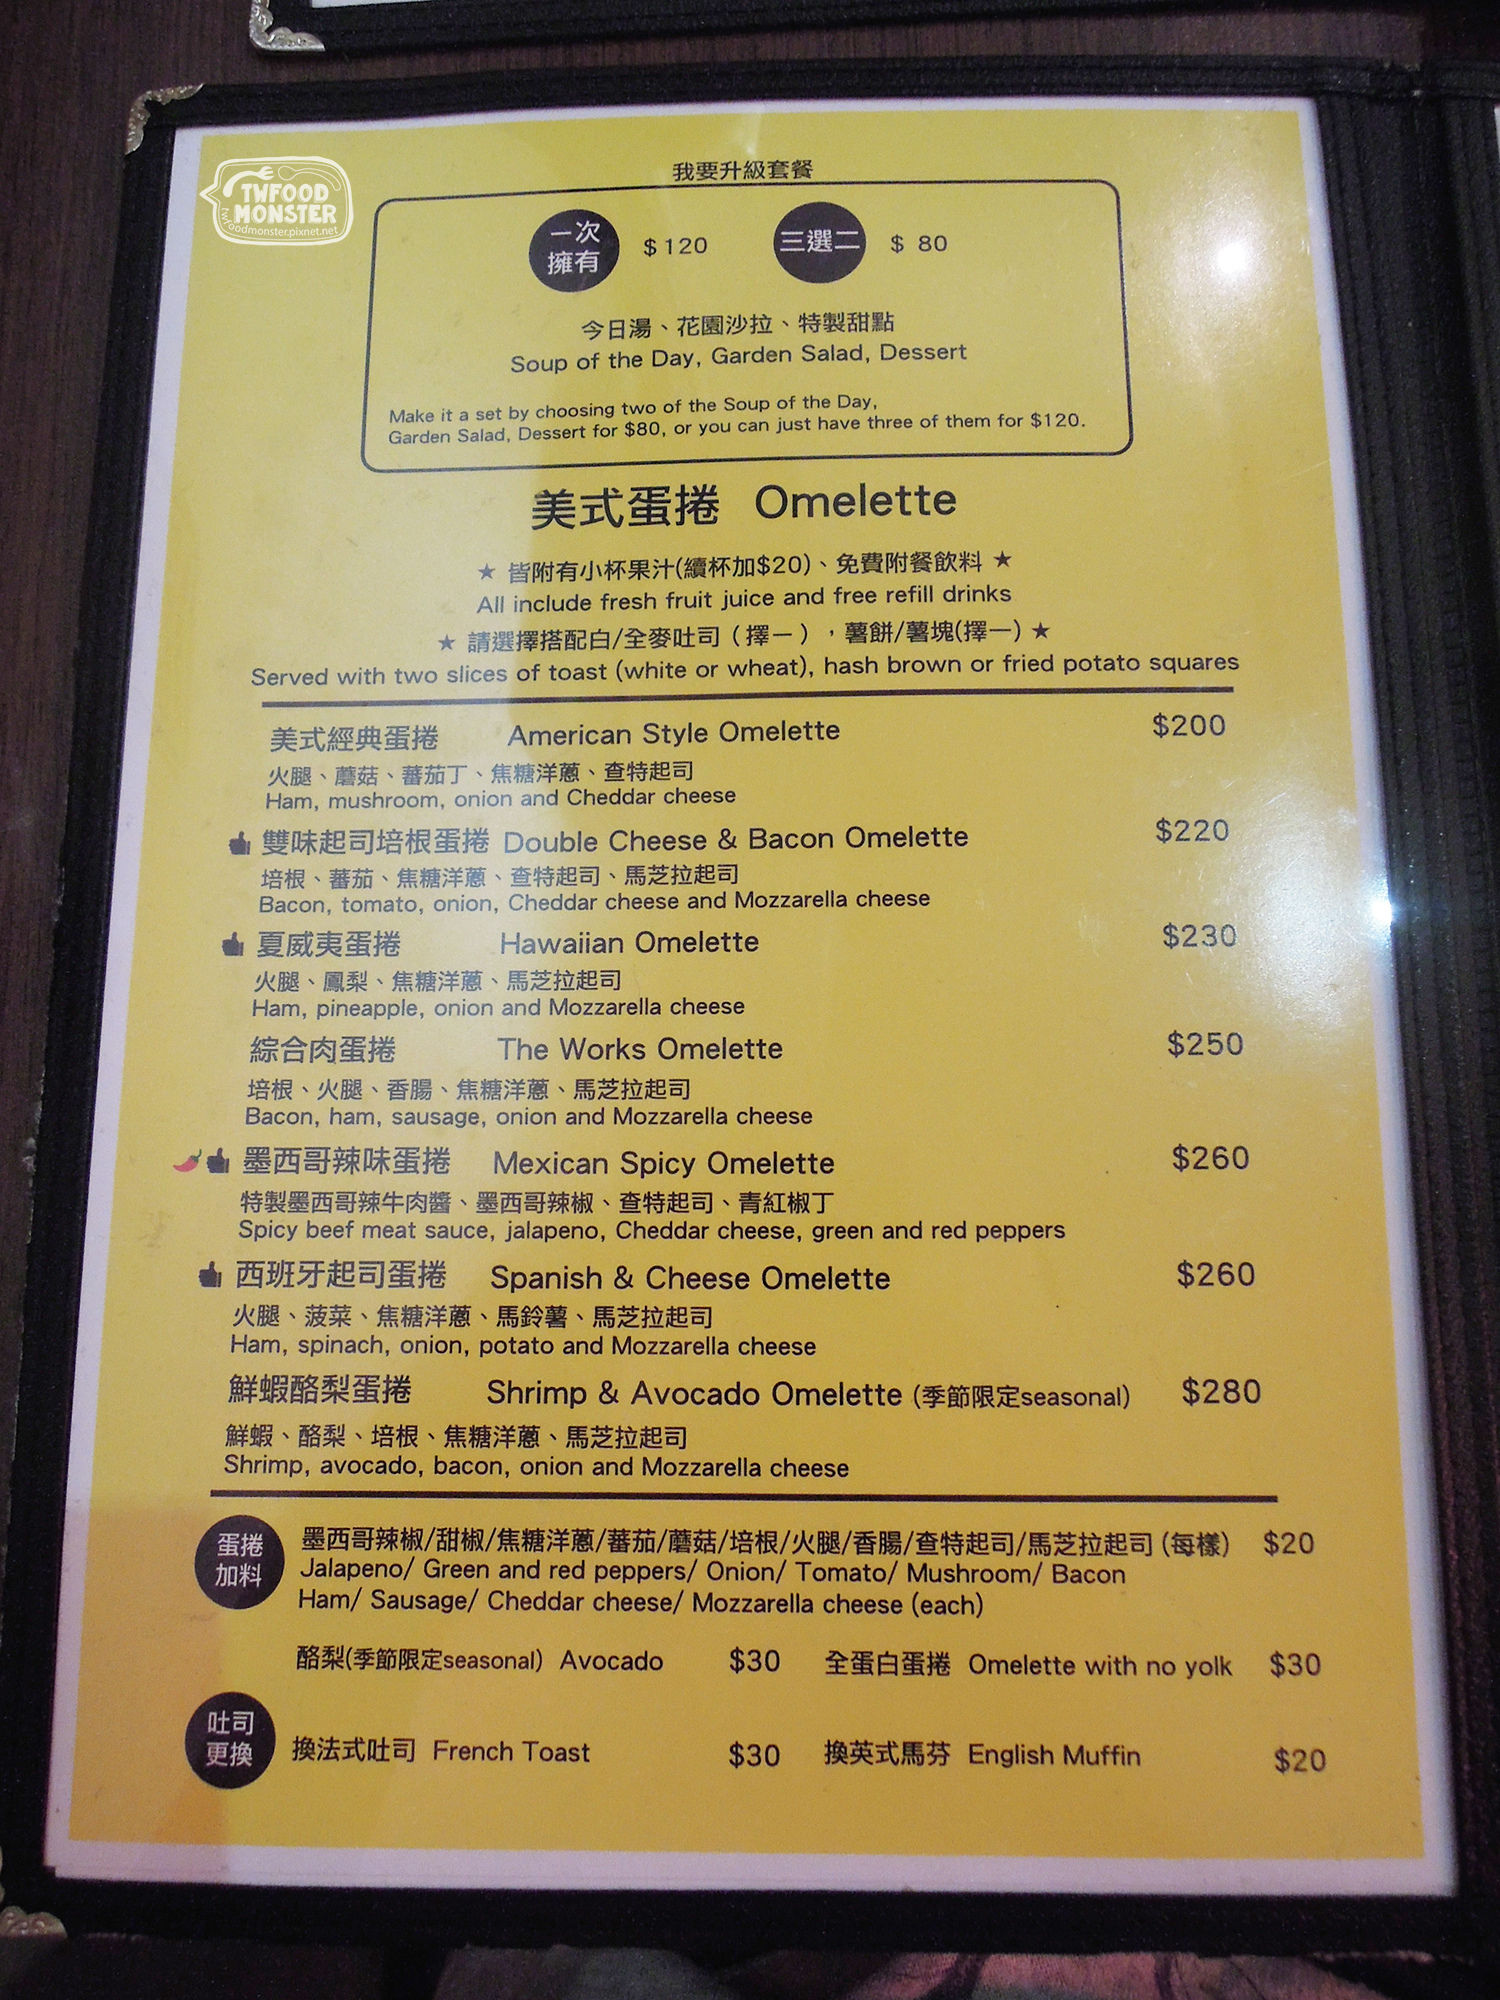 TWFOOD
MONSTER
twfoodmonster.pixnet.net
我要升級套餐
一次擁有 $120 三選二 $ 80
今日湯、花園沙拉、特製甜點
Soup of the Day, Garden Salad, Dessert
Make it a set by choosing two of the Soup of the Day,
Garden Salad, Dessert for $80, or you can just have three of them for $120.
美式蛋捲 Omelette
★ 皆附有小杯果汁(續杯加$20)、免費附餐飲料 ★
All include fresh fruit juice and free refill drinks
★ 請選擇搭配白/全麥吐司（擇一），薯餅/薯塊(擇一) ★
Served with two slices of toast (white or wheat), hash brown or fried potato squares
美式經典蛋捲 American Style Omelette $200
火腿、蘑菇、蕃茄丁、焦糖洋蔥、查特起司
Ham, mushroom, onion and Cheddar cheese
雙味起司培根蛋捲 Double Cheese & Bacon Omelette $220
培根、蕃茄、焦糖洋蔥、查特起司、馬芝拉起司
Bacon, tomato, onion, Cheddar cheese and Mozzarella cheese
夏威夷蛋捲 Hawaiian Omelette $230
火腿、鳳梨、焦糖洋蔥、馬芝拉起司
Ham, pineapple, onion and Mozzarella cheese
綜合肉蛋捲 The Works Omelette $250
培根、火腿、香腸、焦糖洋蔥、馬芝拉起司
Bacon, ham, sausage, onion and Mozzarella cheese
墨西哥辣味蛋捲 Mexican Spicy Omelette $260
特製墨西哥辣牛肉醬、墨西哥辣椒、查特起司、青紅椒丁
Spicy beef meat sauce, jalapeno, Cheddar cheese, green and red peppers
西班牙起司蛋捲 Spanish & Cheese Omelette $260
火腿、菠菜、焦糖洋蔥、馬鈴薯、馬芝拉起司
Ham, spinach, onion, potato and Mozzarella cheese
鮮蝦酪梨蛋捲 Shrimp & Avocado Omelette (季節限定seasonal) $280
鮮蝦、酪梨、培根、焦糖洋蔥、馬芝拉起司
Shrimp, avocado, bacon, onion and Mozzarella cheese
蛋捲加料 墨西哥辣椒/甜椒/焦糖洋蔥/蕃茄/蘑菇/培根/火腿/香腸/查特起司/馬芝拉起司 (每樣) $20
Jalapeno/ Green and red peppers/ Onion/ Tomato/ Mushroom/ Bacon
Ham/ Sausage/ Cheddar cheese/ Mozzarella cheese (each)
酪梨(季節限定seasonal) Avocado $30 全蛋白蛋捲 Omelette with no yolk $30
吐司更換 換法式吐司 French Toast $30 換英式馬芬 English Muffin $20